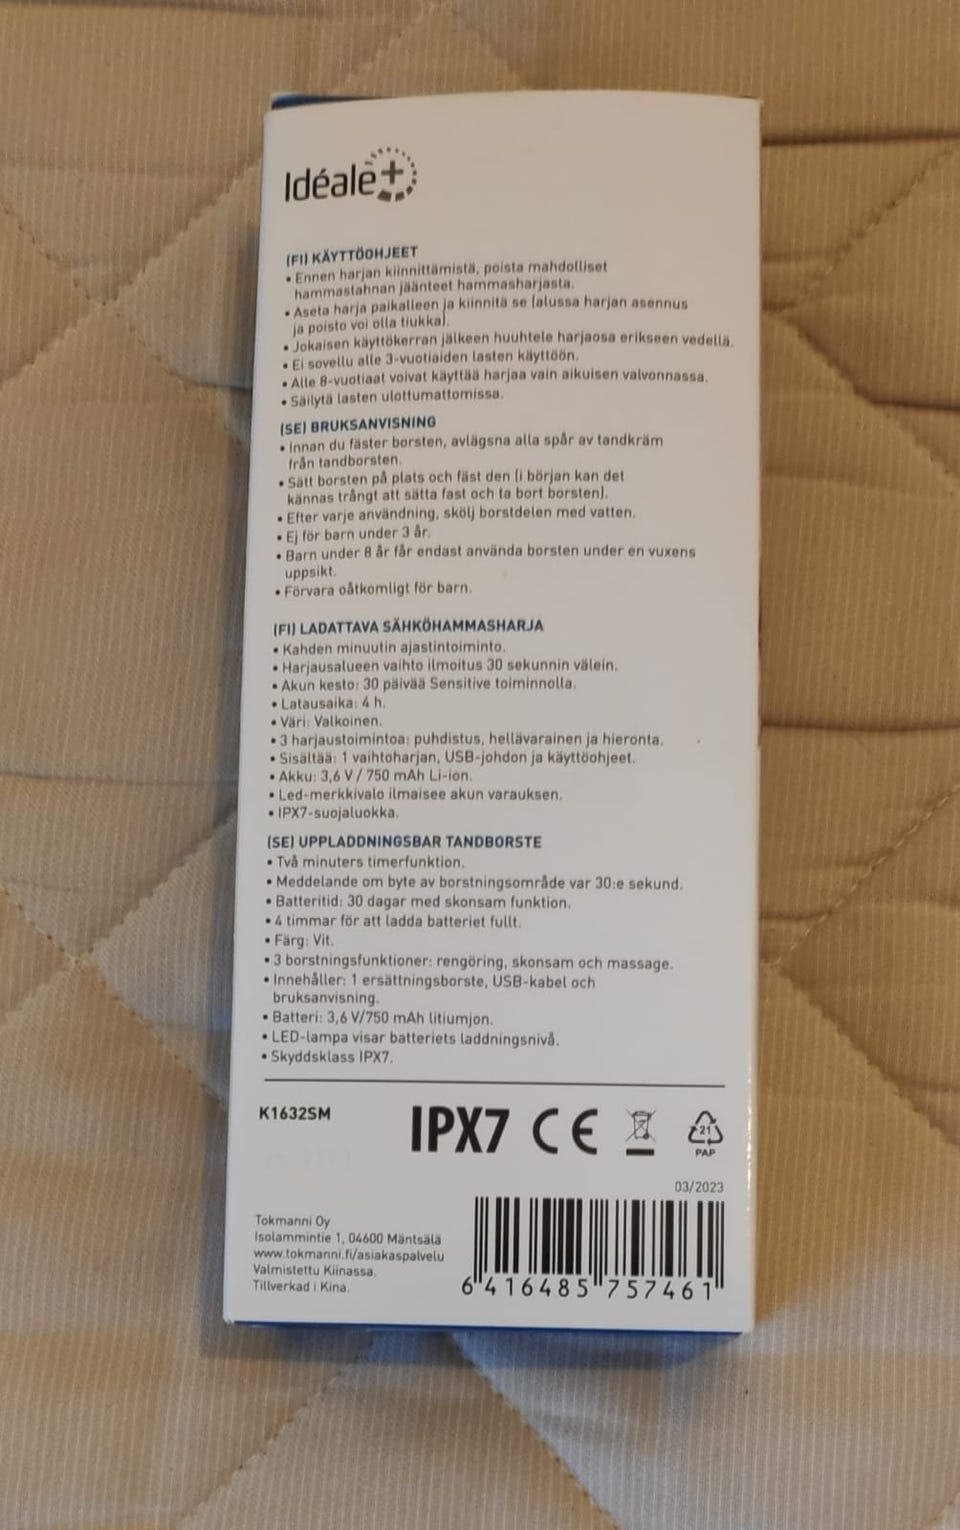 Idéale+
(FI) KÄYTTÖOHJEET
• Ennen harjan kiinnittämistä, poista mahdolliset
hammastahnan jäänteet hammasharjasta.
• Aseta harja paikalleen ja kiinnitä se (alussa harjan asennus
ja poisto voi olla tiukka).
• Jokaisen käyttökerran jälkeen huuhtele harjaosa erikseen vedellä.
• Ei sovellu alle 3-vuotiaiden lasten käyttöön.
• Alle 8-vuotiaat voivat käyttää harjaa vain aikuisen valvonnassa.
• Säilytä lasten ulottumattomissa.
(SE) BRUKSANVISNING
• Innan du fäster borsten, avlägsna alla spår av tandkräm
från tandborsten.
• Sätt borsten på plats och fäst den (i början kan det
kännas trångt att sätta fast och ta bort borsten).
• Efter varje användning, skölj borstdelen med vatten.
• Ej för barn under 3 år.
• Barn under 8 år får endast använda borsten under en vuxens
uppsikt.
• Förvara oåtkomligt för barn.
(FI) LADATTAVA SÄHKÖHAMMASHARJA
• Kahden minuutin ajastintoiminto.
• Harjausalueen vaihto ilmoitus 30 sekunnin välein.
• Akun kesto: 30 päivää Sensitive toiminnolla.
• Latausaika: 4 h.
• Väri: Valkoinen.
• 3 harjaustoimintoa: puhdistus, hellävarainen ja hieronta.
• Sisältää: 1 vaihtoharjan, USB-johdon ja käyttöohjeet.
• Akku: 3,6 V / 750 mAh Li-ion.
• Led-merkkivalo ilmaisee akun varauksen.
• IPX7-suojaluokka.
(SE) UPPLADDNINGSBAR TANDBORSTE
• Två minuters timerfunktion.
• Meddelande om byte av borstningsområde var 30:e sekund.
• Batteritid: 30 dagar med skonsam funktion.
• 4 timmar för att ladda batteriet fullt.
• Färg: Vit.
• 3 borstningsfunktioner: rengöring, skonsam och massage.
• Innehåller: 1 ersättningsborste, USB-kabel och
bruksanvisning.
• Batteri: 3,6 V/750 mAh litiumjon.
• LED-lampa visar batteriets laddningsnivå.
• Skyddsklass IPX7.
K1632SM
IPX7 CE
21
PAP
03/2023
Tokmanni Oy
Isolammintie 1, 04600 Mäntsälä
www.tokmanni.fi/asiakaspalvelu
Valmistettu Kiinassa.
Tillverkad i Kina.
6 416485 757461